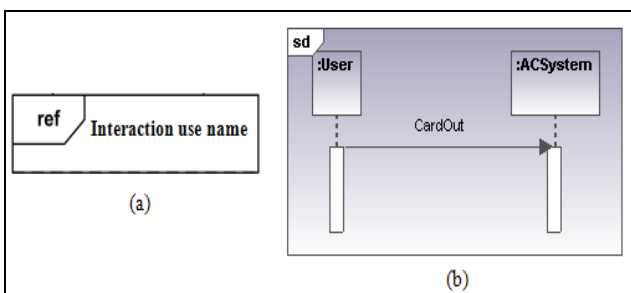 ref
Interaction use name
(a)
sd
:User
:ACSystem
CardOut
(b)